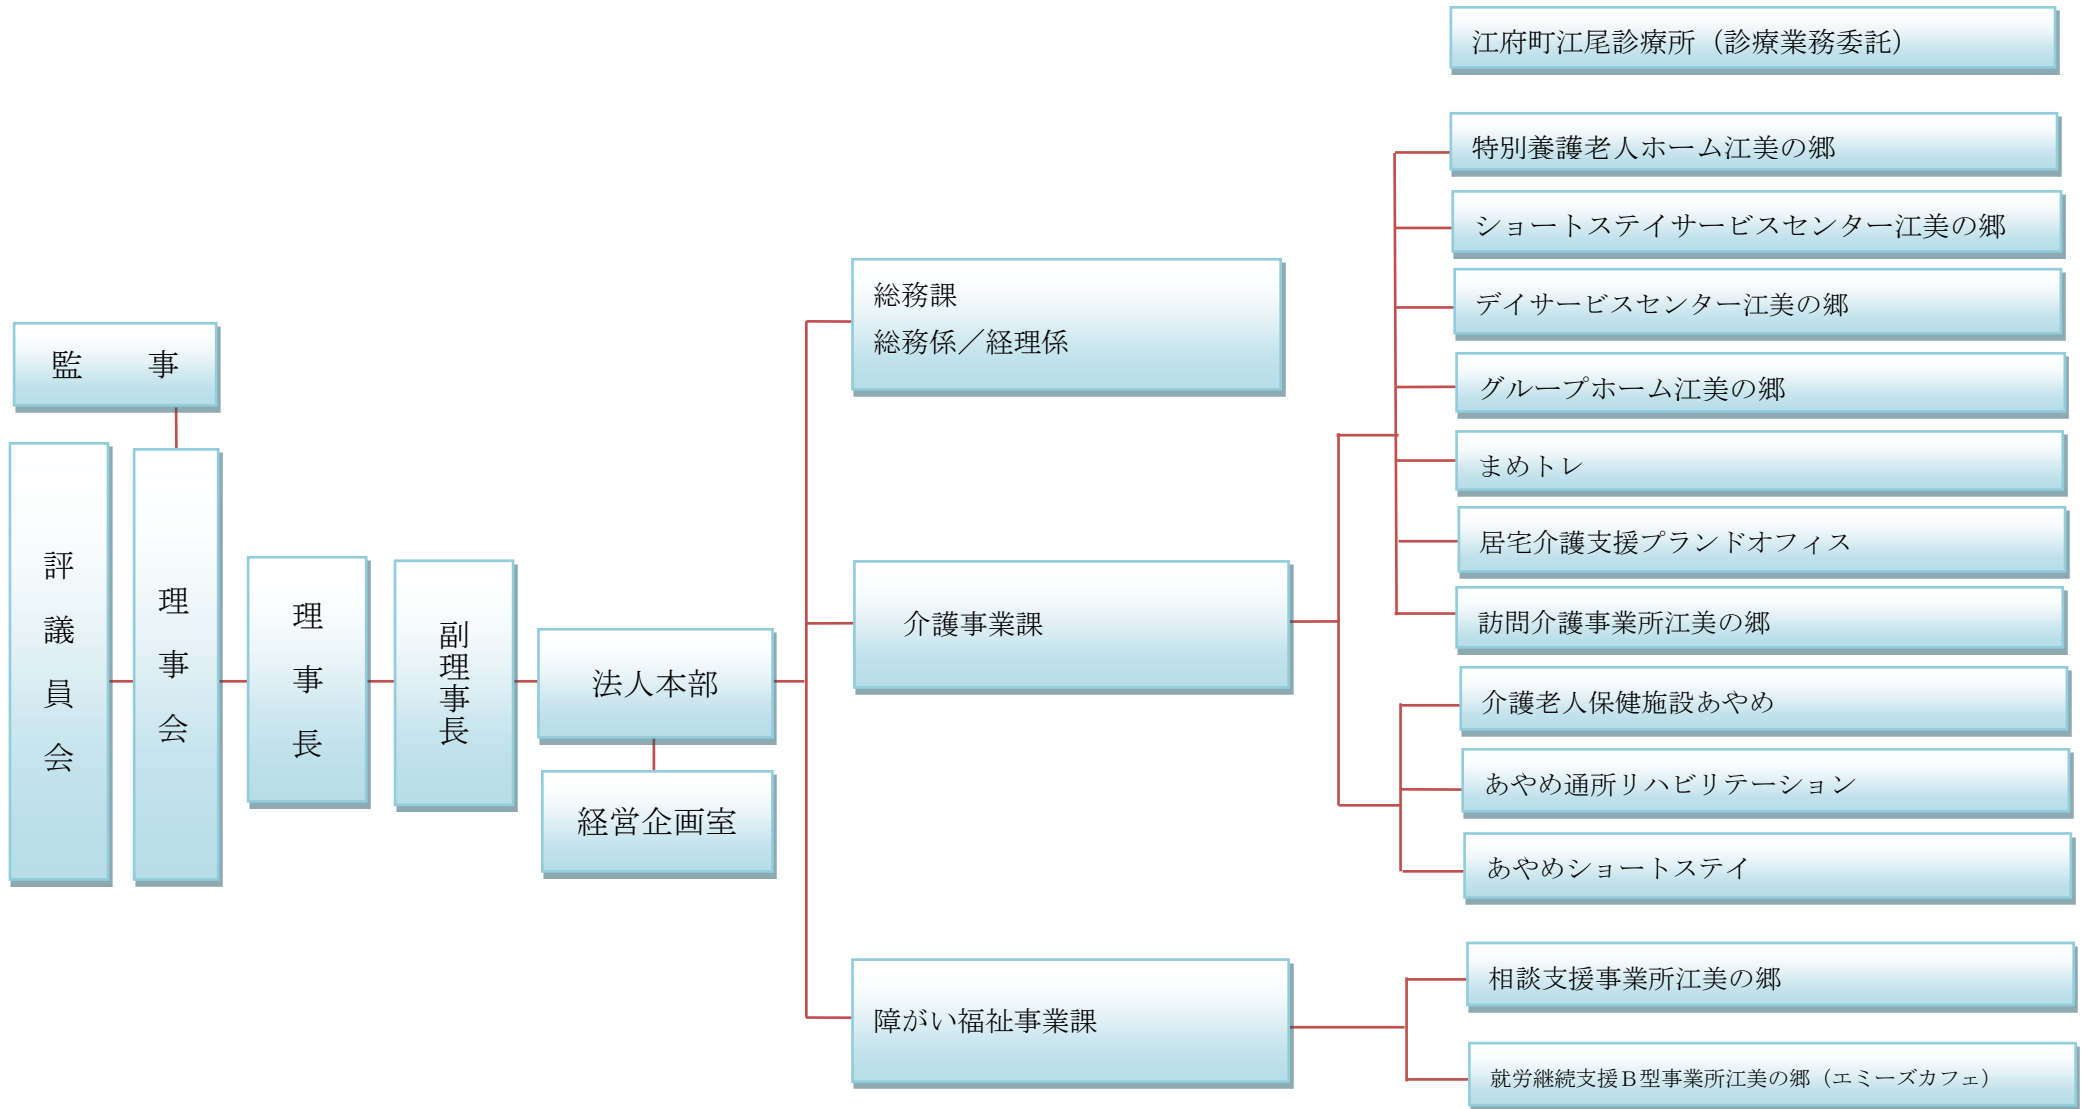 監　事
評議員会
理事会
理事長
副理事長
法人本部
経営企画室
総務課
総務係／経理係
介護事業課
障がい福祉事業課
江府町江尾診療所（診療業務委託）
特別養護老人ホーム江美の郷
ショートステイサービスセンター江美の郷
デイサービスセンター江美の郷
グループホーム江美の郷
まめトレ
居宅介護支援プランドオフィス
訪問介護事業所江美の郷
介護老人保健施設あやめ
あやめ通所リハビリテーション
あやめショートステイ
相談支援事業所江美の郷
就労継続支援Ｂ型事業所江美の郷（エミーズカフェ）